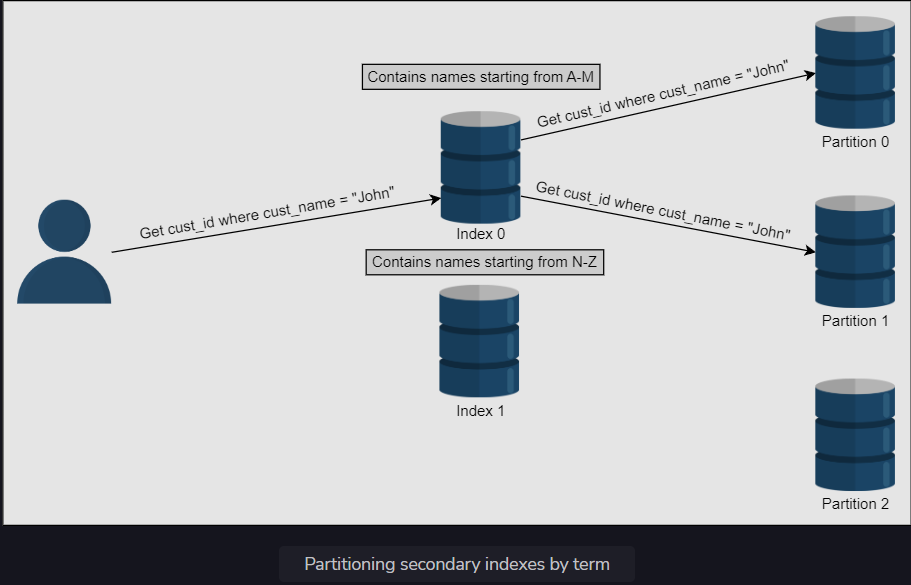 Contains names starting from A-M
Get cust_id where cust_name = "John"
Partition 0
Get cust_id where cust_name = "John"
Index 0
Get cust_id where cust_name = "John"
Contains names starting from N-Z
Partition 1
Index 1
Partition 2
Partitioning secondary indexes by term